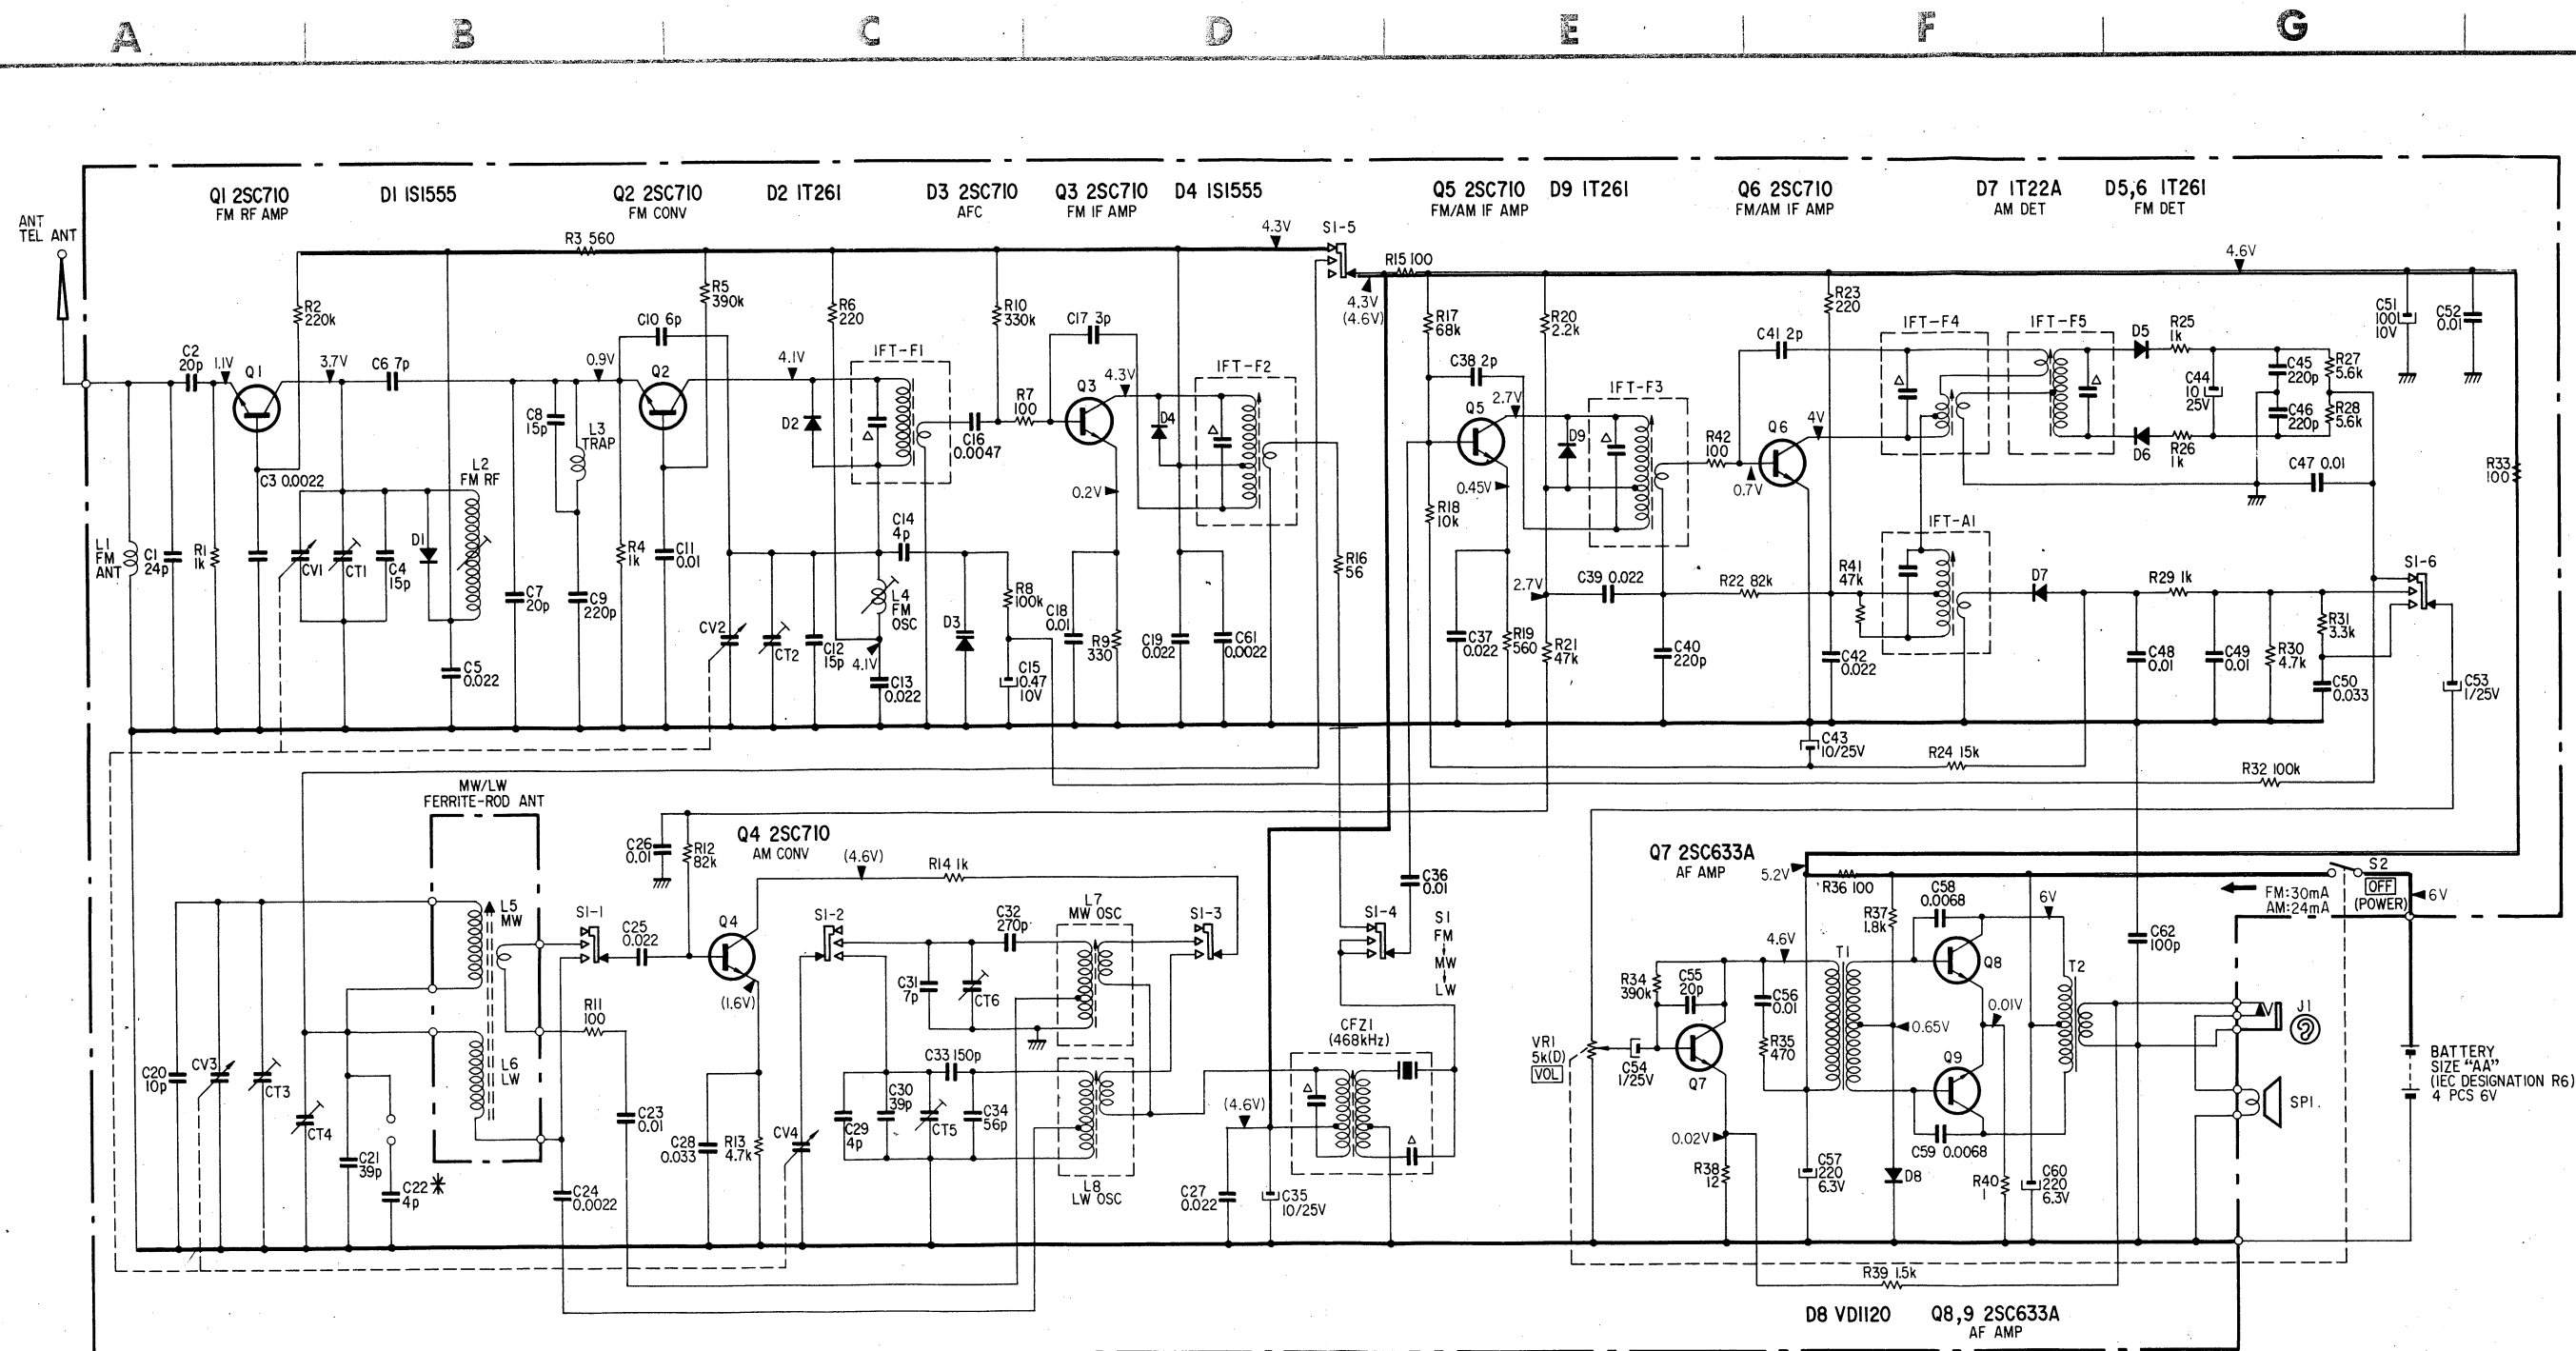 A B C D E F G
Q1 2SC710
FM RF AMP
D1 1S1555
Q2 2SC710
FM CONV
D2 1T261
D3 2SC710
AFC
Q3 2SC710
FM IF AMP
D4 1S1555
Q5 2SC710
FM/AM IF AMP
D9 1T261
Q6 2SC710
FM/AM IF AMP
D7 1T22A
AM DET
D5,6 1T261
FM DET
ANT
TEL ANT
R3 560
4.3V
S1-5
R15 100
4.3V
(4.6V)
4.6V
R2
220k
R5
390k
C10 6p
R6
220
R10
330k
C17 3p
R17
68k
R20
2.2k
R23
220
C41 2p
IFT-F4
IFT-F5
D5
R25
1k
C51
100
10V
C52
0.01
C2
20p
1.1V
Q1
3.7V
C6 7p
0.9V
Q2
4.1V
IFT-F1
R7
100
Q3
4.3V
IFT-F2
C38 2p
IFT-F3
C44
10
25V
C45
220p
R27
5.6k
C46
220p
R28
5.6k
C8
15p
L3
TRAP
D2
C16
0.0047
D4
Q5
2.7V
D9
R42
100
Q6
4V
D6
R26
1k
C3 0.0022
L2
FM RF
0.2V
0.45V
0.7V
C47 0.01
R33
100
R18
10k
L1
FM
ANT
C1
24p
R1
1k
CV1
CT1
C4
15p
D1
R4
1k
C11
0.01
C14
4p
IFT-A1
R16
56
C7
20p
C9
220p
L4
FM
OSC
R8
100k
2.7V
C39 0.022
R22 82k
R41
47k
D7
R29 1k
S1-6
C5
0.022
CV2
CT2
C12
15p
4.1V
C13
0.022
D3
C15
0.47
10V
C18
0.01
R9
330
C19
0.022
C61
0.0022
C37
0.022
R19
560
R21
47k
C40
220p
C42
0.022
C48
0.01
C49
0.01
R30
4.7k
R31
3.3k
C50
0.033
C53
1/25V
C43
10/25V
R24 15k
R32 100k
MW/LW
FERRITE-ROD ANT
C26
0.01
R12
82k
Q4 2SC710
AM CONV
(4.6V)
R14 1k
C36
0.01
Q7 2SC633A
AF AMP
5.2V
R36 100
S2
OFF
(POWER)
6V
FM:30mA
AM:24mA
L5
MW
S1-1
C25
0.022
Q4
S1-2
C32
270p
L7
MW OSC
S1-3
S1-4
S1
FM
MW
LW
R37
1.8k
C58
0.0068
6V
C62
100p
(1.6V)
C31
7p
CT6
R34
390k
C55
20p
4.6V
T1
Q8
T2
R11
100
CFZ1
(468kHz)
C56
0.01
0.01V
J1
0.65V
VR1
5k(D)
VOL
R35
470
C20
10p
CV3
CT3
L6
LW
C33 150p
C54
1/25V
Q7
Q9
BATTERY
SIZE "AA"
(IEC DESIGNATION R6)
4 PCS 6V
CT4
C23
0.01
C28
0.033
R13
4.7k
CV4
C29
4p
C30
39p
CT5
C34
56p
(4.6V)
SP1.
0.02V
C21
39p
C22
4p
C24
0.0022
L8
LW OSC
C27
0.022
C35
10/25V
R38
12
C57
220
6.3V
D8
C59 0.0068
R40
1
C60
220
6.3V
R39 1.5k
D8 VD1120
Q8,9 2SC633A
AF AMP